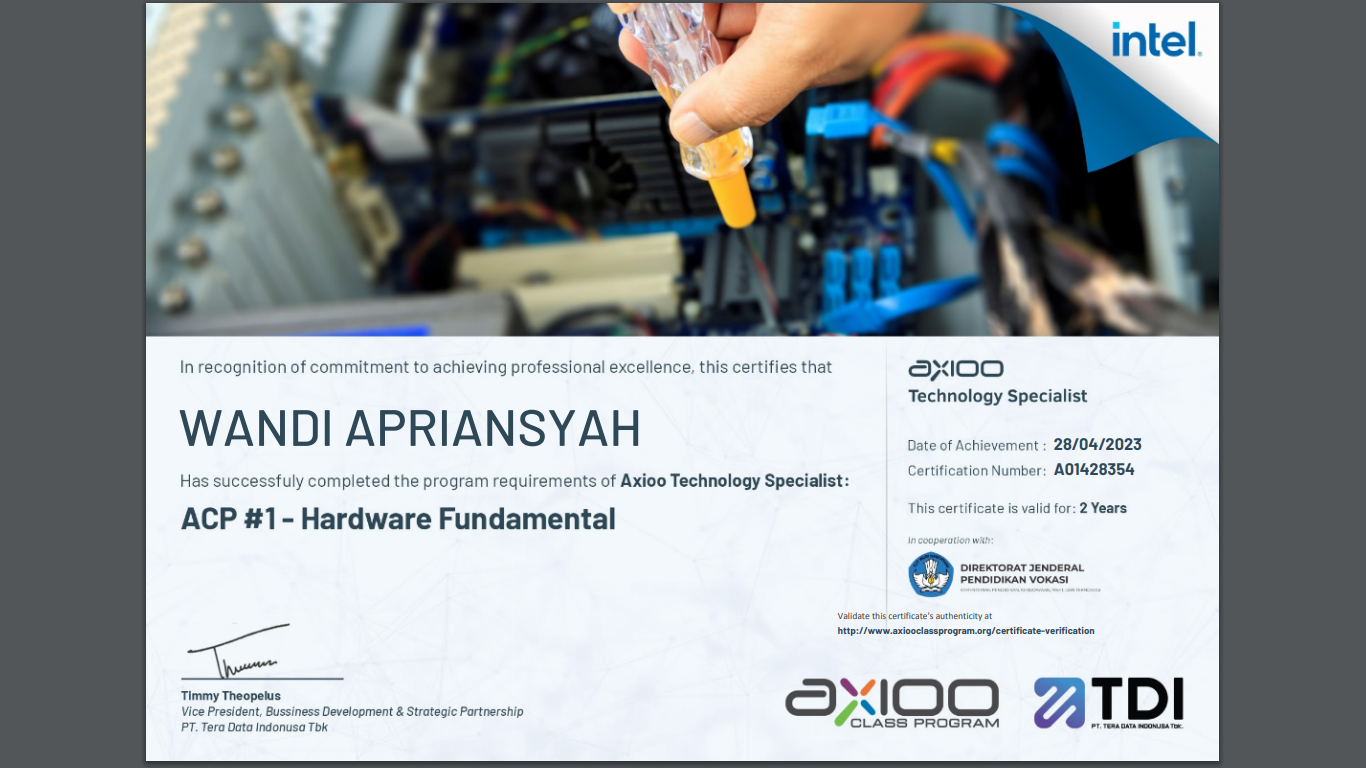 intel
In recognition of commitment to achieving professional excellence, this certifies that
WANDI APRIANSYAH
Has successfuly completed the program requirements of Axioo Technology Specialist:
ACP #1 - Hardware Fundamental
TImmy Theopelus
Vice President, Bussiness Development & Strategic Partnership
PT. Tera Data Indonusa Tbk
axioo
Technology Specialist
Date of Achievement : 28/04/2023
Certification Number: A01428354
This certificate is valid for: 2 Years
In cooperation with:
DIREKTORAT JENDERAL
PENDIDIKAN VOKASI
Validate this certificate's authenticity at
http://www.axiooclassprogram.org/certificate-verification
axioo
CLASS PROGRAM
TDI
PT. TERA DATA INDONUSA Tbk.